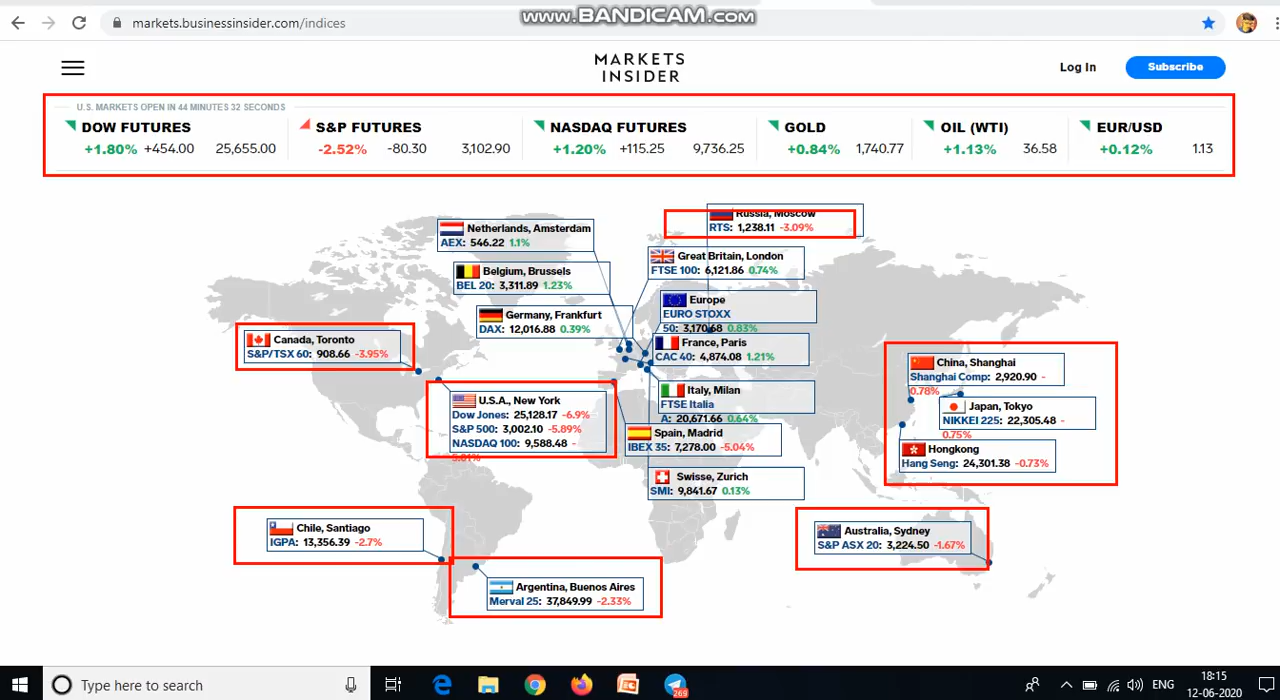 markets.businessinsider.com/indices
www.BANDICAM.com
MARKETS
INSIDER
Log In
Subscribe
U.S. MARKETS OPEN IN 44 MINUTES 32 SECONDS
DOW FUTURES
+1.80% +454.00 25,655.00
S&P FUTURES
-2.52% -80.30 3,102.90
NASDAQ FUTURES
+1.20% +115.25 9,736.25
GOLD
+0.84% 1,740.77
OIL (WTI)
+1.13% 36.58
EUR/USD
+0.12% 1.13
Russia, Moscow
RTS: 1,238.11 -3.09%
Netherlands, Amsterdam
AEX: 546.22 1.1%
Great Britain, London
FTSE 100: 6,121.86 0.74%
Belgium, Brussels
BEL 20: 3,311.89 1.23%
Europe
EURO STOXX
50: 3,170.68 0.83%
Germany, Frankfurt
DAX: 12,016.88 0.39%
Canada, Toronto
S&P/TSX 60: 908.66 -3.95%
France, Paris
CAC 40: 4,874.08 1.21%
China, Shanghai
Shanghai Comp: 2,920.90 -
0.78%
Italy, Milan
FTSE Italia
A: 20,671.66 0.64%
U.S.A., New York
Dow Jones: 25,128.17 -6.9%
S&P 500: 3,002.10 -5.89%
NASDAQ 100: 9,588.48 -
5.01%
Japan, Tokyo
NIKKEI 225: 22,305.48 -
0.75%
Spain, Madrid
IBEX 35: 7,278.00 -5.04%
Hongkong
Hang Seng: 24,301.38 -0.73%
Swisse, Zurich
SMI: 9,841.67 0.13%
Chile, Santiago
IGPA: 13,356.39 -2.7%
Australia, Sydney
S&P ASX 20: 3,224.50 -1.67%
Argentina, Buenos Aires
Merval 25: 37,849.99 -2.33%
Type here to search
269
ENG
18:15
12-06-2020